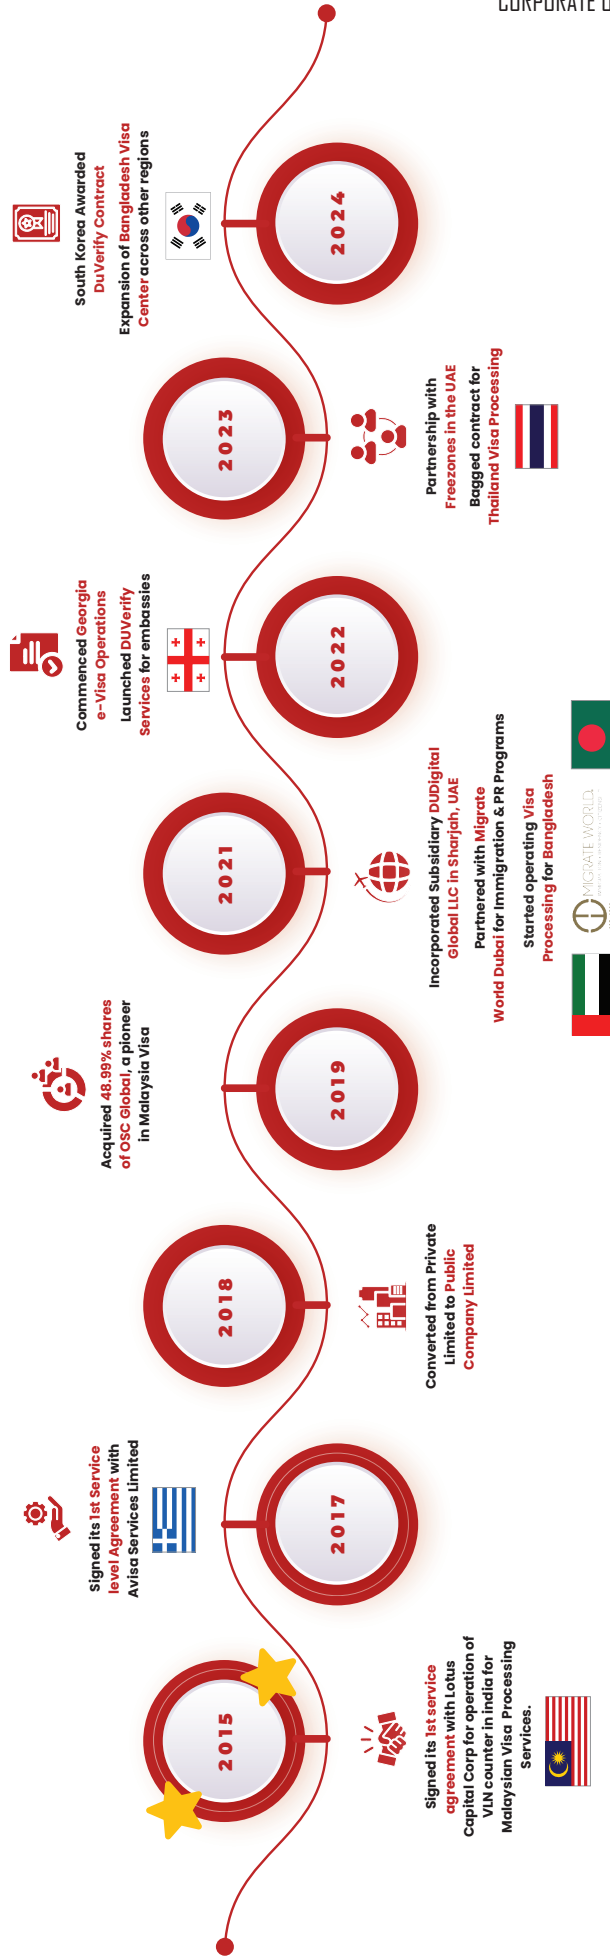 CORPORATE O
2015
Signed its 1st service
agreement with Lotus
Capital Corp for operation of
VLN counter in india for
Malaysian Visa Processing
Services.
Signed its 1st Service
level Agreement with
Avisa Services Limited
2017
2018
Converted from Private
Limited to Public
Company Limited
Acquired 48.99% shares
of OSC Global, a pioneer
in Malaysia Visa
2019
2021
Incorporated Subsidiary DUDigital
Global LLC in Sharjah, UAE
Partnered with Migrate
World Dubai for Immigration & PR Programs
Started operating Visa
Processing for Bangladesh
MIGRATE WORLD
Commenced Georgia
e-Visa Operations
Launched DUVerify
Services for embassies
2022
2023
Partnership with
Freezones in the UAE
Bagged contract for
Thailand Visa Processing
South Korea Awarded
DuVerify Contract
Expansion of Bangladesh Visa
Center across other regions
2024